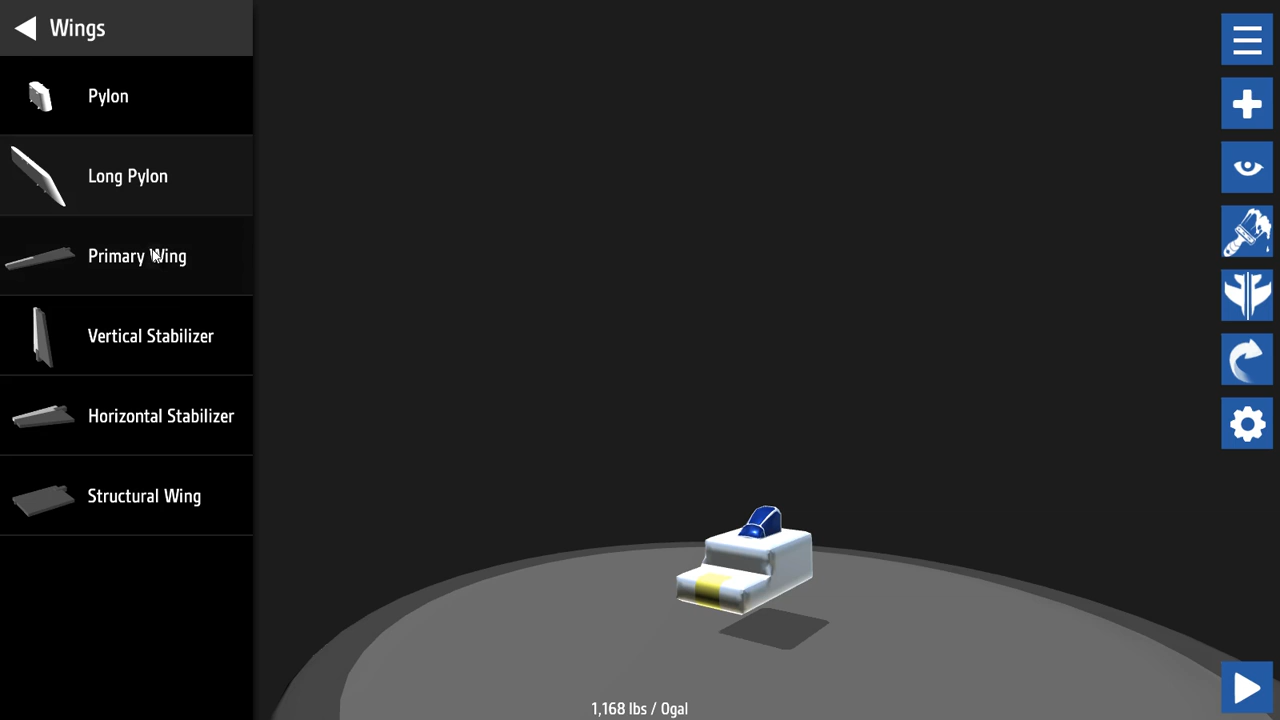 Wings
Pylon
Long Pylon
Primary Wing
Vertical Stabilizer
Horizontal Stabilizer
Structural Wing
1,168 lbs / 0gal